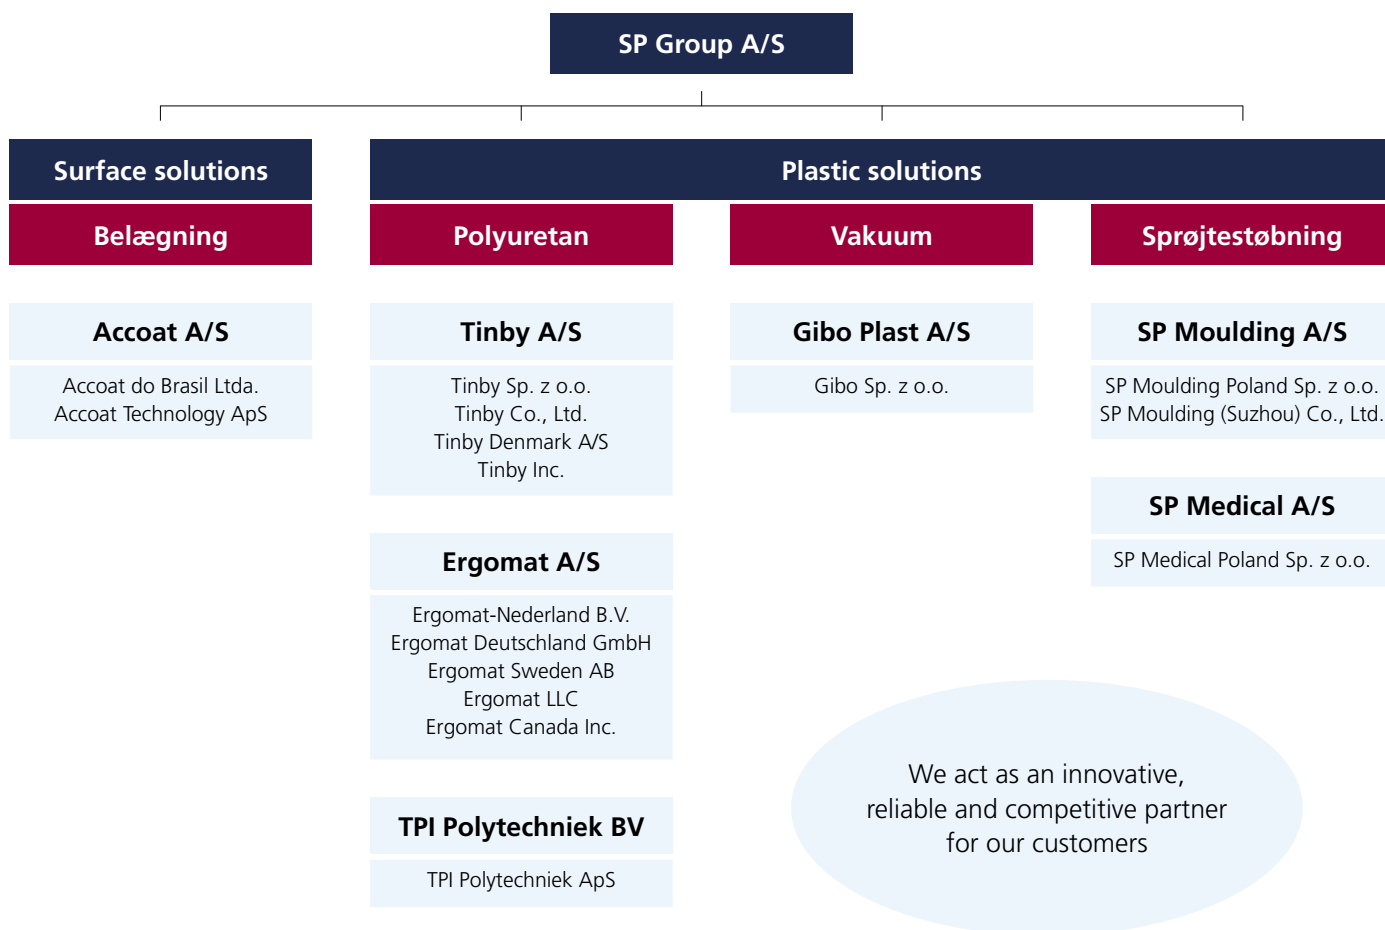 SP Group A/S
Surface solutions
Plastic solutions
Belægning
Polyuretan
Vakuum
Sprøjtestøbning
Accoat A/S
Accoat do Brasil Ltda.
Accoat Technology ApS
Tinby A/S
Tinby Sp. z o.o.
Tinby Co., Ltd.
Tinby Denmark A/S
Tinby Inc.
Ergomat A/S
Ergomat-Nederland B.V.
Ergomat Deutschland GmbH
Ergomat Sweden AB
Ergomat LLC
Ergomat Canada Inc.
TPI Polytechniek BV
TPI Polytechniek ApS
Gibo Plast A/S
Gibo Sp. z o.o.
SP Moulding A/S
SP Moulding Poland Sp. z o.o.
SP Moulding (Suzhou) Co., Ltd.
SP Medical A/S
SP Medical Poland Sp. z o.o.
We act as an innovative,
reliable and competitive partner
for our customers